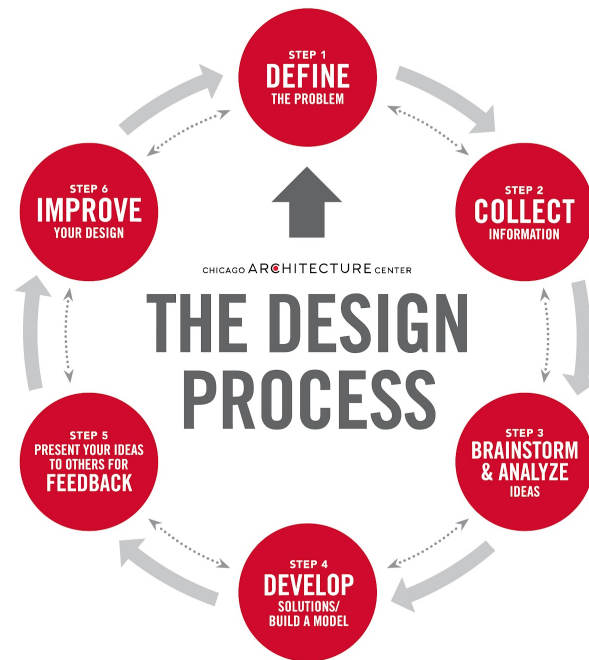 STEP 1
DEFINE
THE PROBLEM
STEP 2
COLLECT
INFORMATION
STEP 3
BRAINSTORM
& ANALYZE
IDEAS
STEP 4
DEVELOP
SOLUTIONS/
BUILD A MODEL
STEP 5
PRESENT YOUR IDEAS
TO OTHERS FOR
FEEDBACK
STEP 6
IMPROVE
YOUR DESIGN
CHICAGO ARCHITECTURE CENTER
THE DESIGN
PROCESS